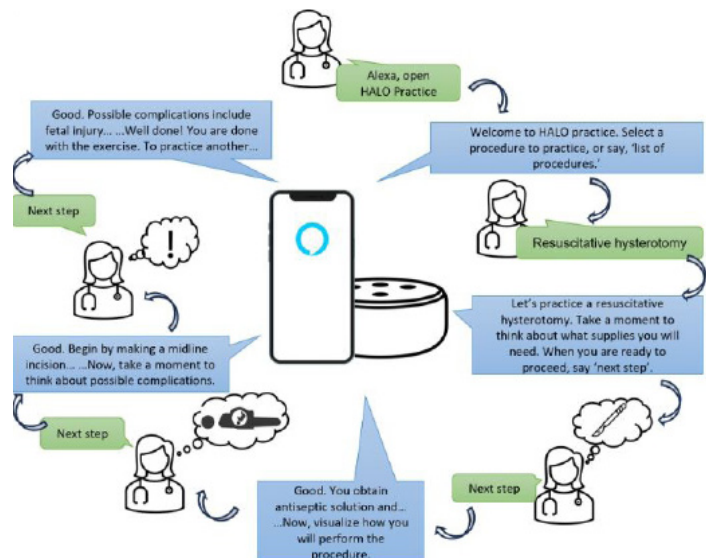 Alexa, open
HALO Practice
Welcome to HALO practice. Select a
procedure to practice, or say, 'list of
procedures.'
Resuscitative hysterotomy
Let's practice a resuscitative
hysterotomy. Take a moment to
think about what supplies you will
need. When you are ready to
proceed, say 'next step'.
Next step
Good. You obtain
antiseptic solution and...
...Now, visualize how you
will perform the
procedure.
Next step
Good. Begin by making a midline
incision... ...Now, take a moment to
think about possible complications.
Next step
Good. Possible complications include
fetal injury... ...Well done! You are done
with the exercise. To practice another...